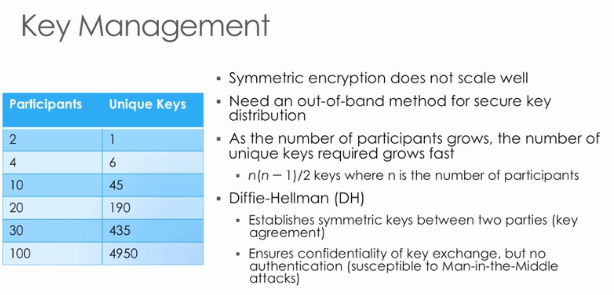 Key Management
Participants Unique Keys
2 1
4 6
10 45
20 190
30 435
100 4950
▪ Symmetric encryption does not scale well
▪ Need an out-of-band method for secure key
distribution
▪ As the number of participants grows, the number of
unique keys required grows fast
▪ n(n − 1)/2 keys where n is the number of participants
▪ Diffie-Hellman (DH)
▪ Establishes symmetric keys between two parties (key
agreement)
▪ Ensures confidentiality of key exchange, but no
authentication (susceptible to Man-in-the-Middle
attacks)